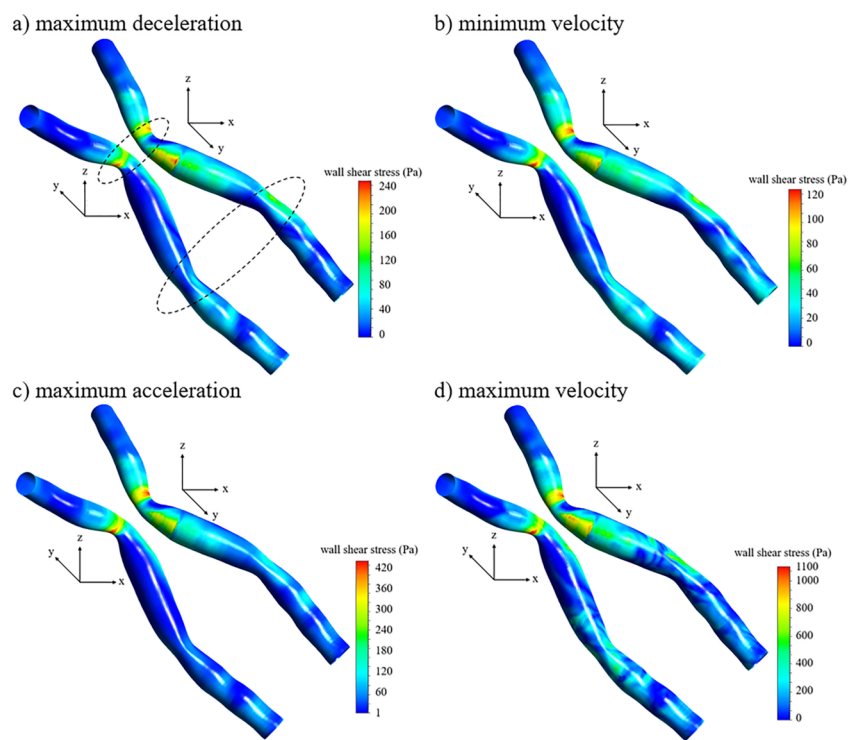 a) maximum deceleration
b) minimum velocity
z
x
y
z
y
x
wall shear stress (Pa)
240
200
160
120
80
40
0
z
x
y
z
y
x
wall shear stress (Pa)
120
100
80
60
40
20
0
c) maximum acceleration
d) maximum velocity
z
x
y
z
y
x
wall shear stress (Pa)
420
360
300
240
180
120
60
1
z
x
y
z
y
x
wall shear stress (Pa)
1100
1000
800
600
400
200
0